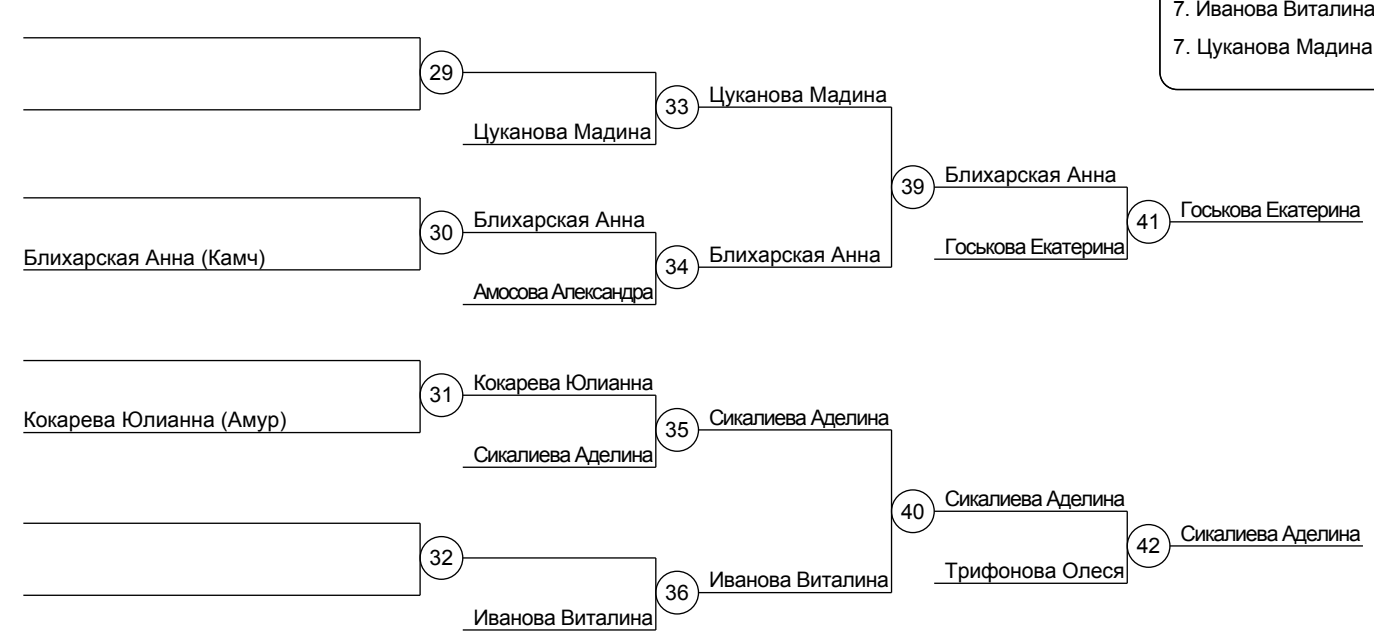 7. Иванова Виталина
7. Цуканова Мадина
29
33
Цуканова Мадина
Цуканова Мадина
39
Блихарская Анна
41
Госькова Екатерина
Госькова Екатерина
30
Блихарская Анна
Блихарская Анна (Камч)
34
Блихарская Анна
Амосова Александра
31
Кокарева Юлианна
Кокарева Юлианна (Амур)
35
Сикалиева Аделина
Сикалиева Аделина
40
Сикалиева Аделина
42
Сикалиева Аделина
Трифонова Олеся
32
36
Иванова Виталина
Иванова Виталина